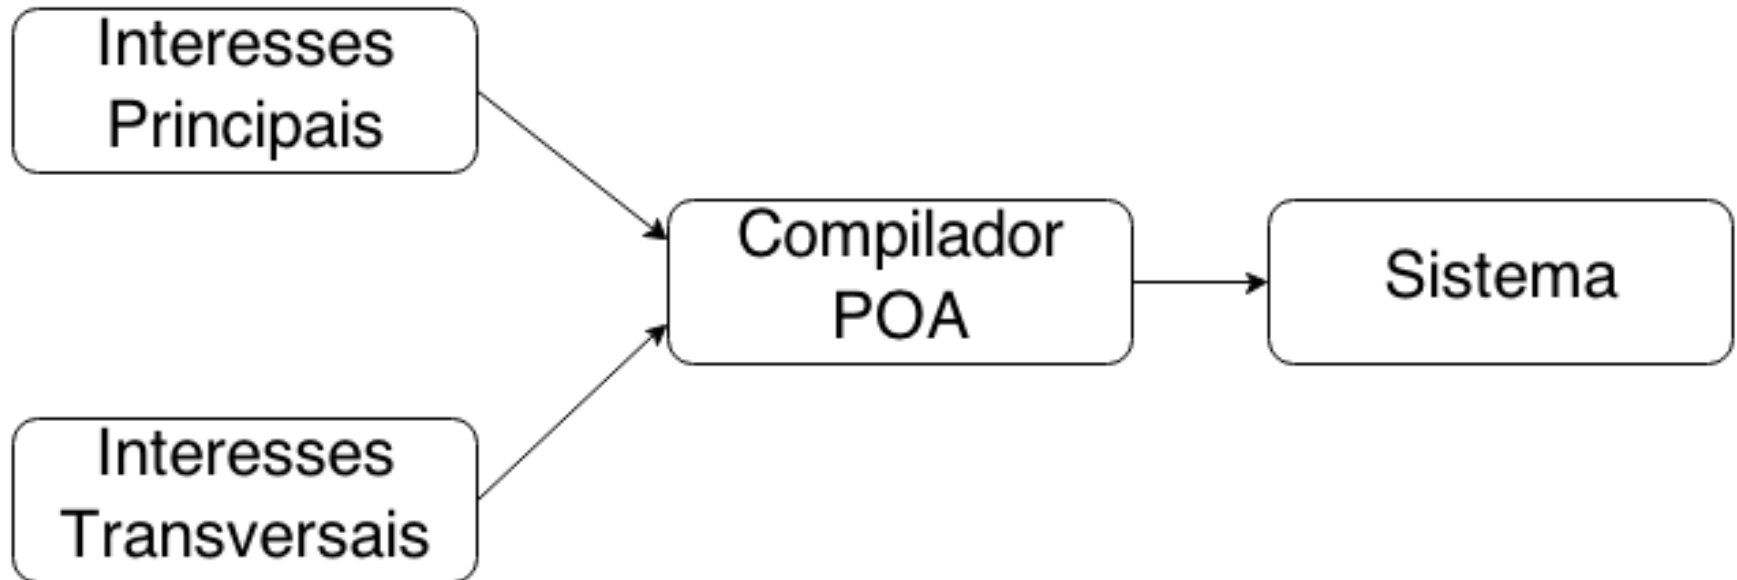 Interesses
Principais
Compilador
POA
Sistema
Interesses
Transversais